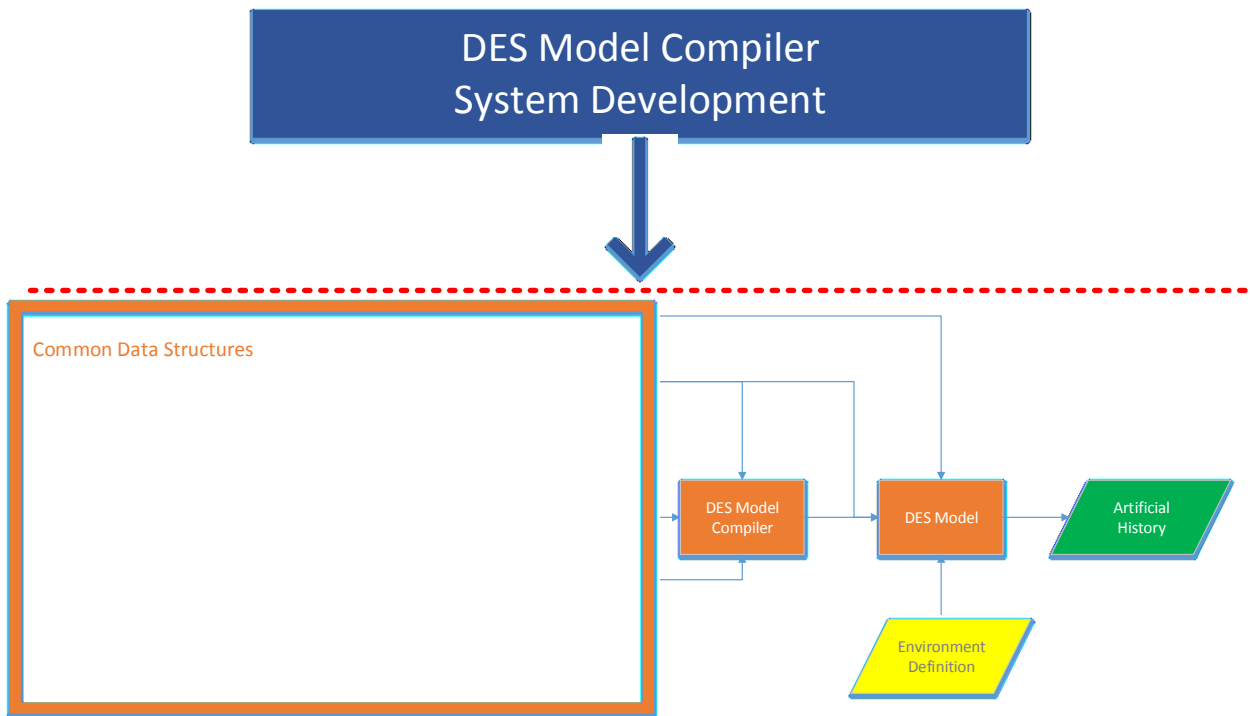 DES Model Compiler
System Development
Common Data Structures
DES Model
Compiler
DES Model
Artificial
History
Environment
Definition